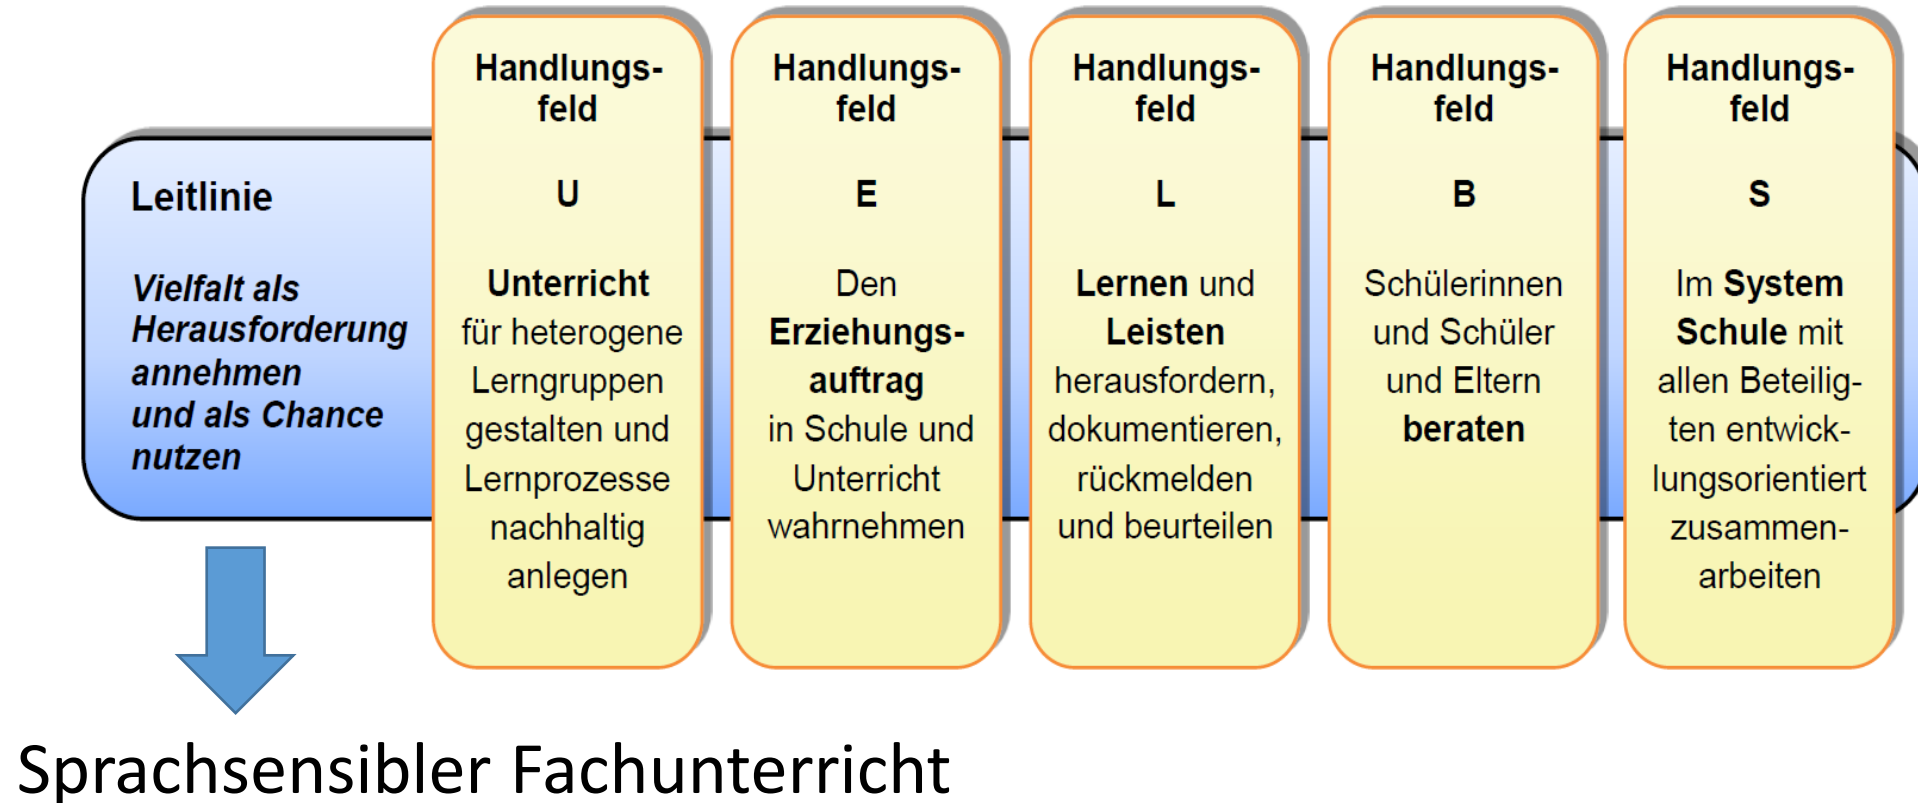 Leitlinie
Vielfalt als
Herausforderung
annehmen
und als Chance
nutzen
Handlungs-
feld
U
Unterricht
für heterogene
Lerngruppen
gestalten und
Lernprozesse
nachhaltig
anlegen
Handlungs-
feld
E
Den
Erziehungs-
auftrag
in Schule und
Unterricht
wahrnehmen
Handlungs-
feld
L
Lernen und
Leisten
herausfordern,
dokumentieren,
rückmelden
und beurteilen
Handlungs-
feld
B
Schülerinnen
und Schüler
und Eltern
beraten
Handlungs-
feld
S
Im System
Schule mit
allen Beteilig-
ten entwick-
lungsorientiert
zusammen-
arbeiten
Sprachsensibler Fachunterricht